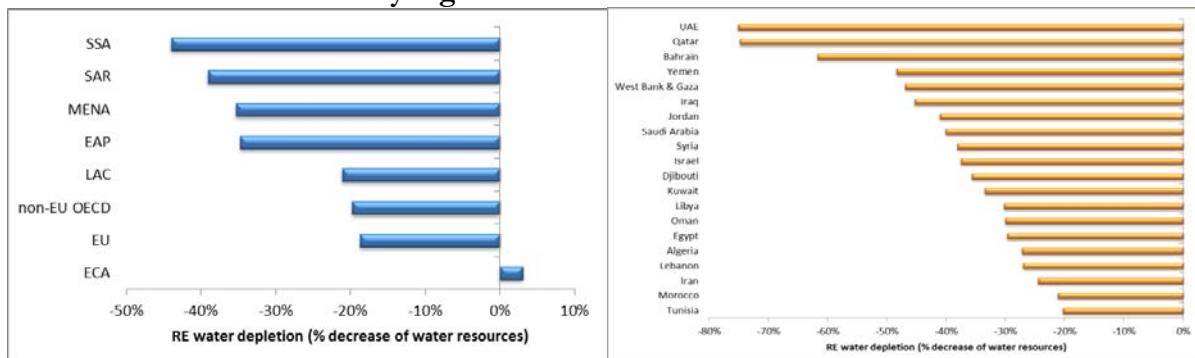 SSA
SAR
MENA
EAP
LAC
non-EU OECD
EU
ECA
-50% -40% -30% -20% -10% 0% 10%
RE water depletion (% decrease of water resources)
UAE
Qatar
Bahrain
Yemen
West Bank & Gaza
Iraq
Jordan
Saudi Arabia
Syria
Israel
Djibouti
Kuwait
Libya
Oman
Egypt
Algeria
Lebanon
Iran
Morocco
Tunisia
-80% -70% -60% -50% -40% -30% -20% -10% 0%
RE water depletion (% decrease of water resources)